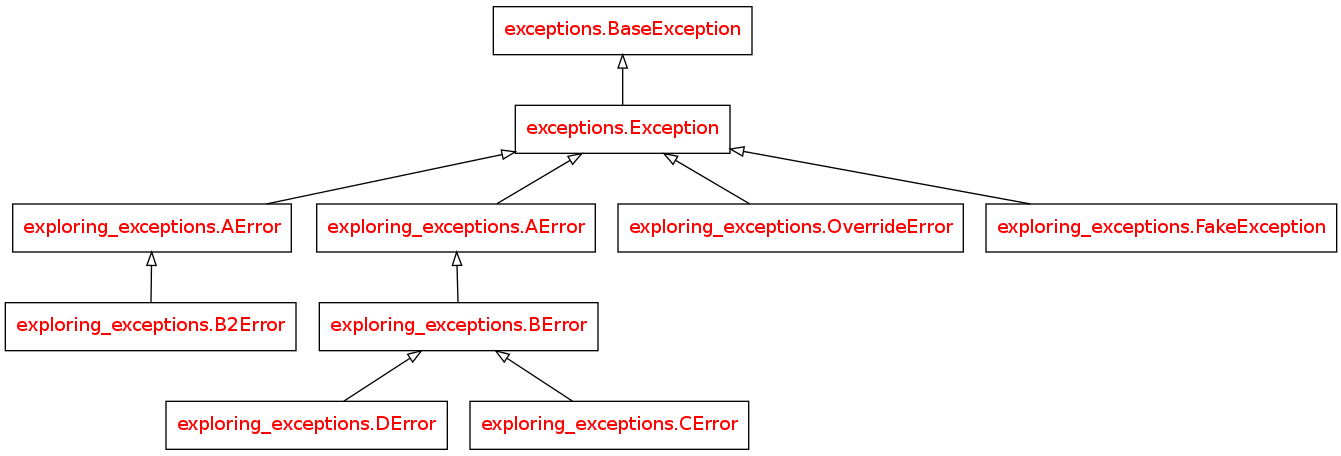 exceptions.BaseException
exceptions.Exception
exploring_exceptions.AError
exploring_exceptions.AError
exploring_exceptions.OverrideError
exploring_exceptions.FakeException
exploring_exceptions.B2Error
exploring_exceptions.BError
exploring_exceptions.DError
exploring_exceptions.CError